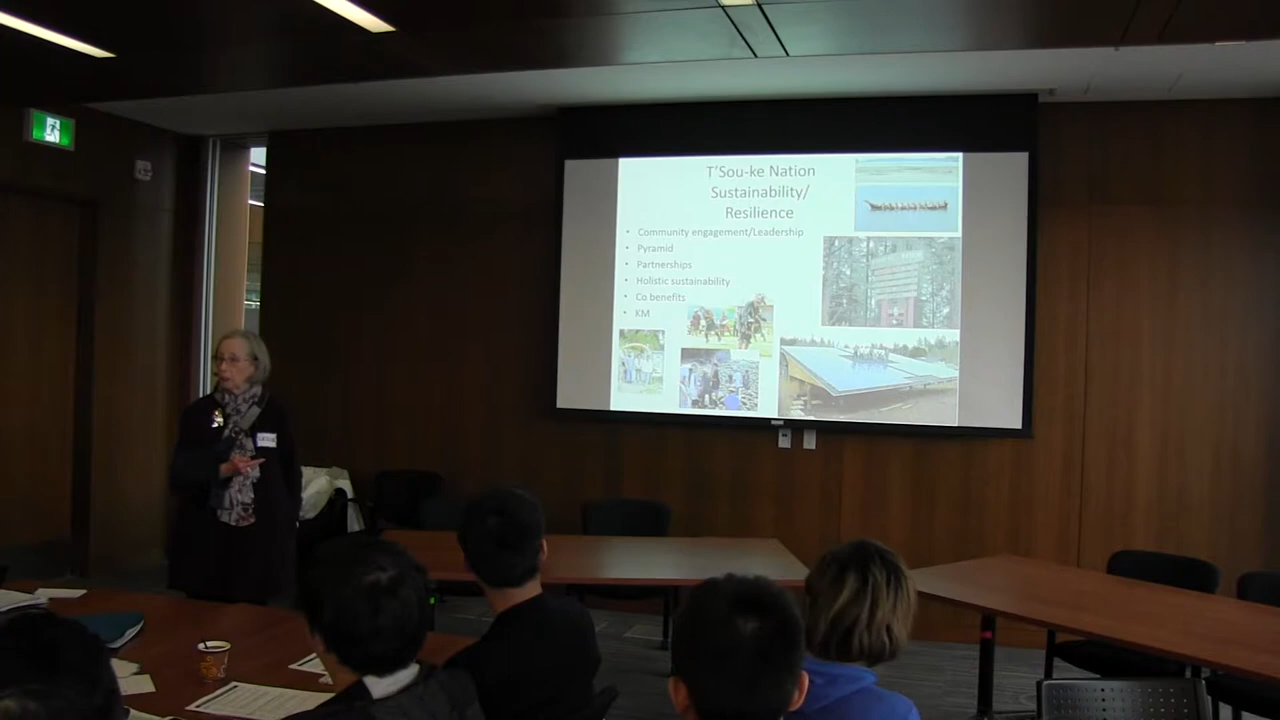 T'Sou-ke Nation
Sustainability/
Resilience
• Community engagement/Leadership
• Pyramid
• Partnerships
• Holistic sustainability
• Co benefits
• KM